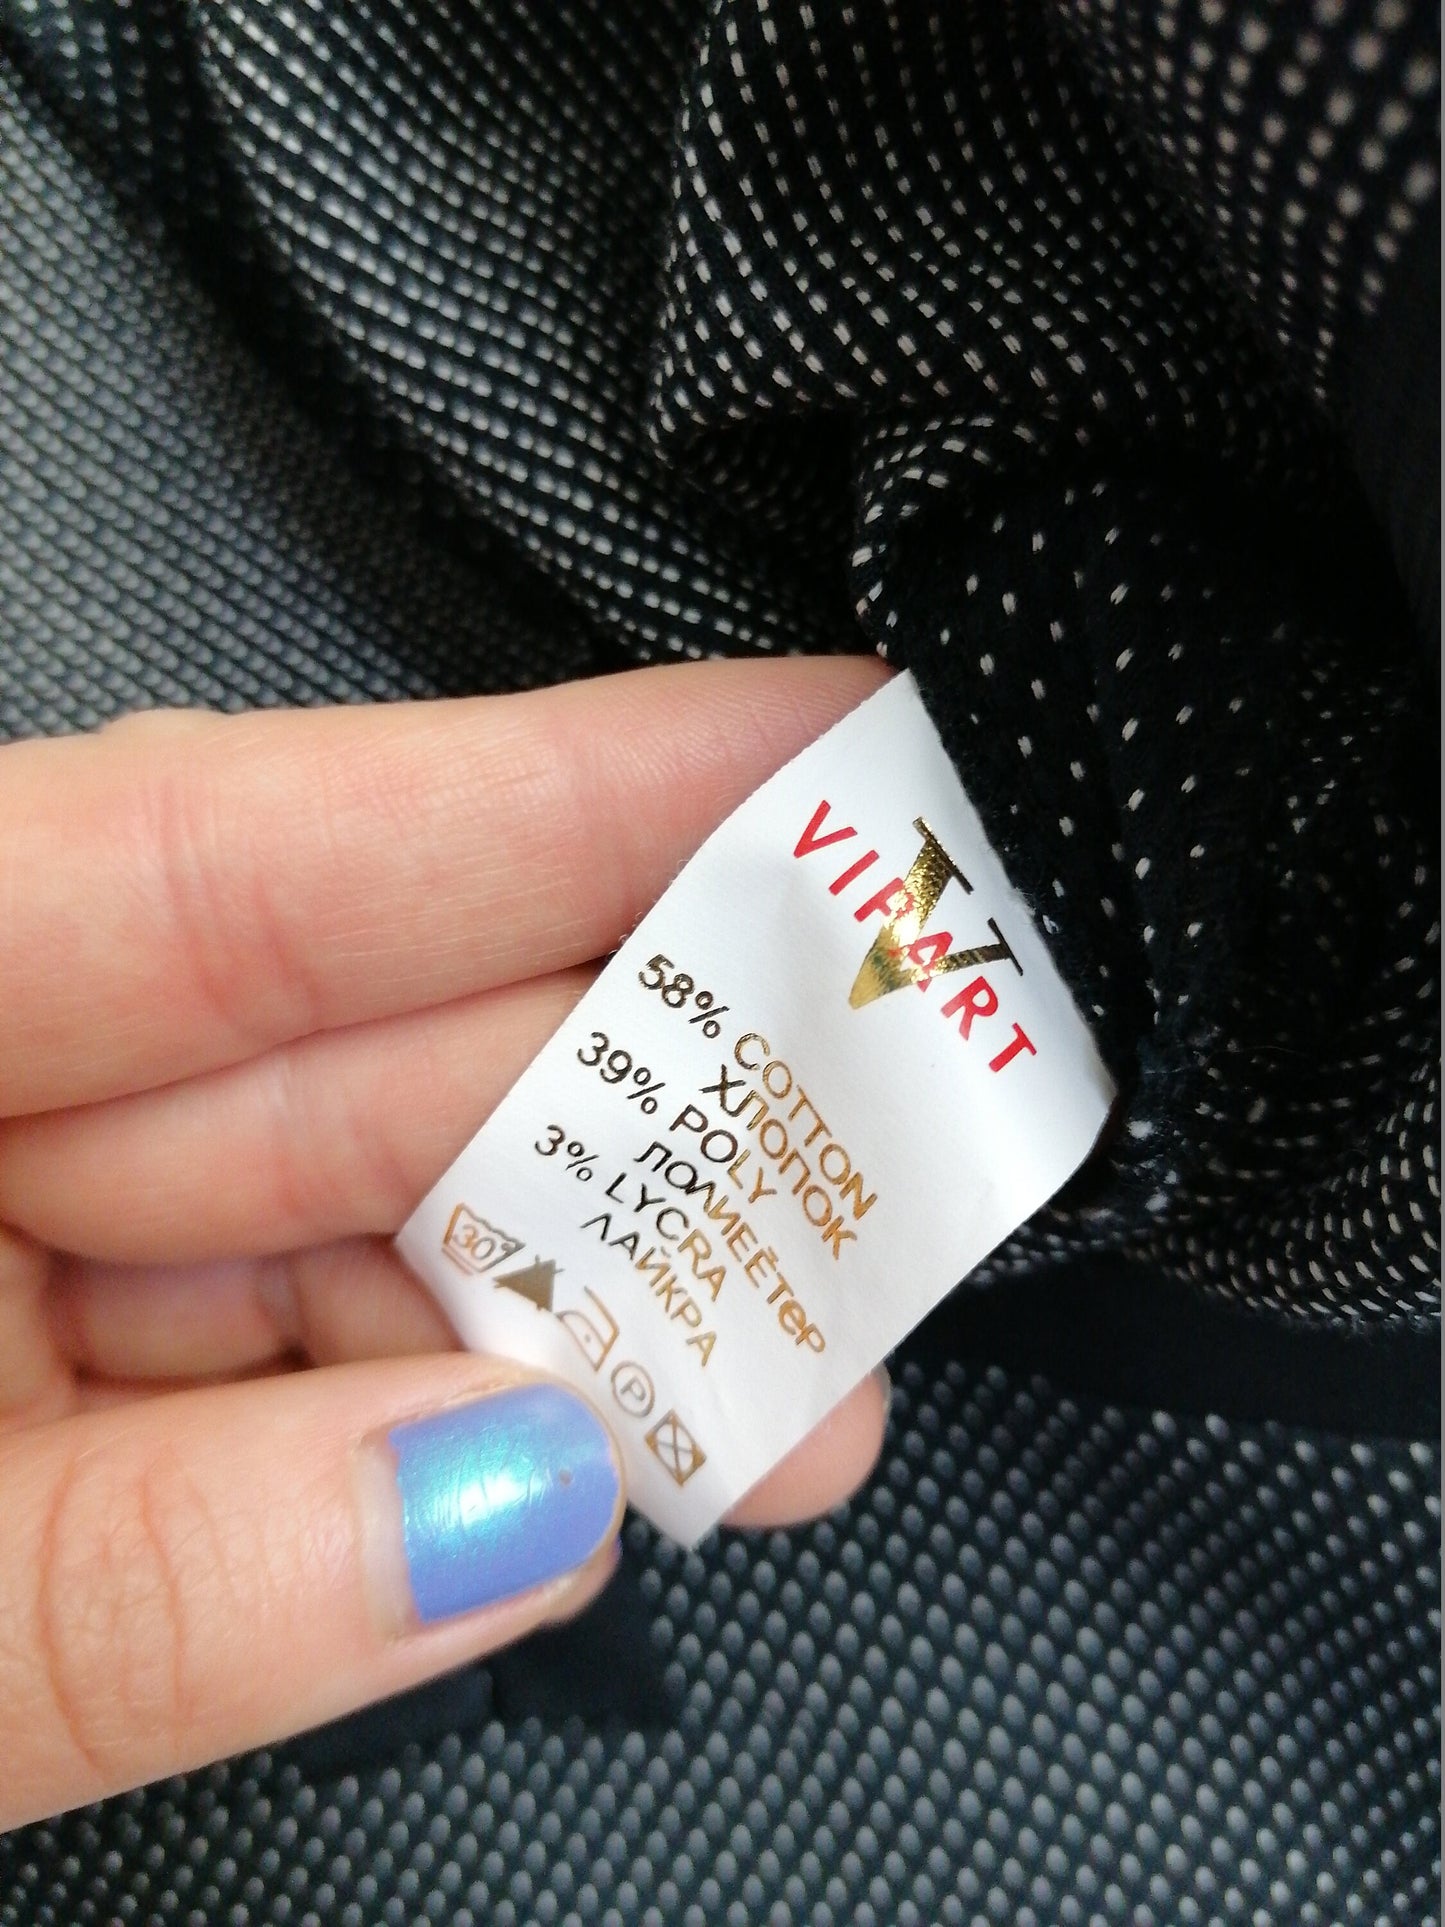 VIPART
58% COTTON
ХЛОПОК
39% POLY
ПОЛИЕЁТЕР
3% LYCRA
ЛАЙКРА
30°
P